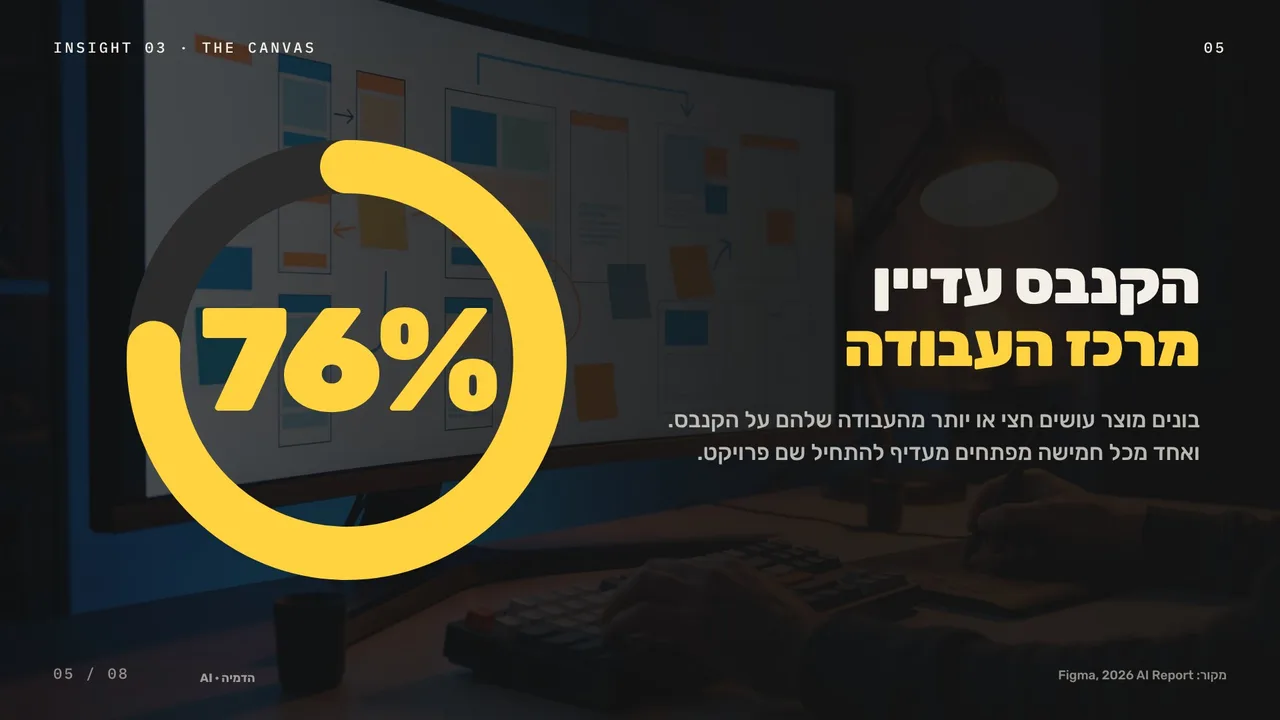 INSIGHT 03 · THE CANVAS
05
76%
הקנבס עדיין
מרכז העבודה
בונים מוצר עושים חצי או יותר מהעבודה שלהם על הקנבס.
ואחד מכל חמישה מפתחים מעדיף להתחיל שם פרויקט.
05 / 08
הדמיה · AI
מקור: Figma, 2026 AI Report